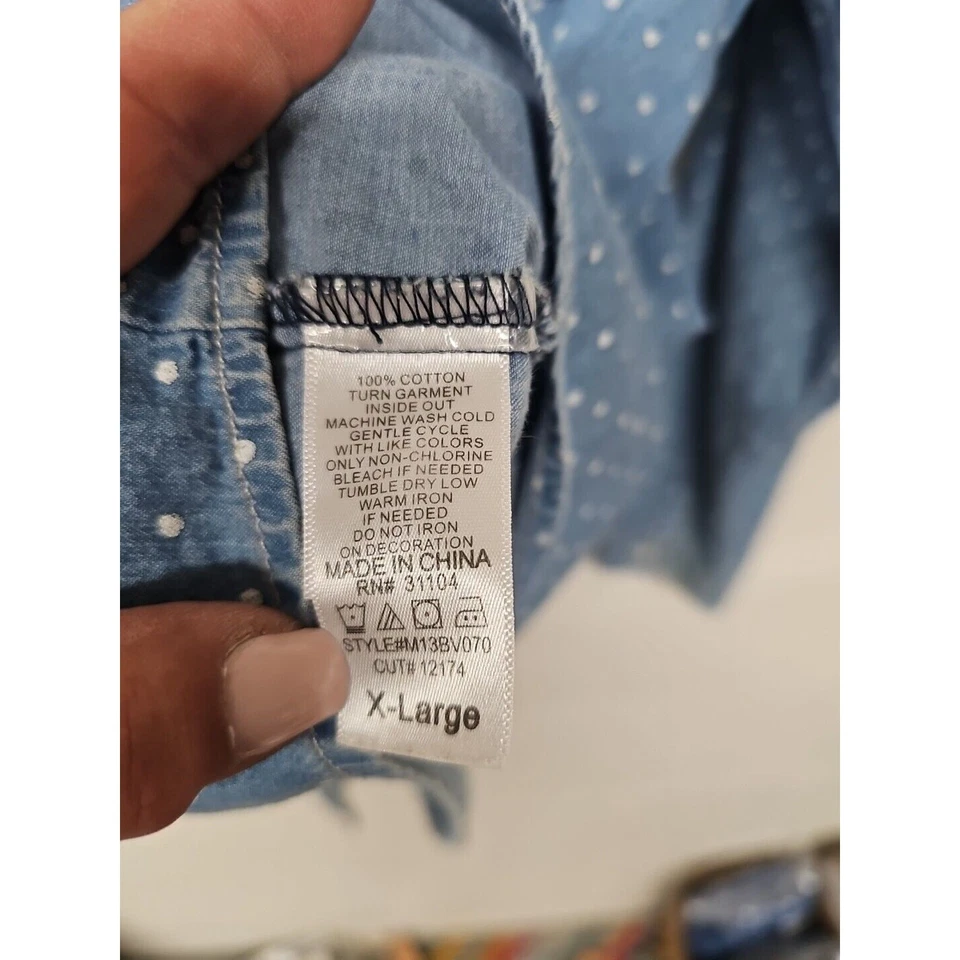 100% COTTON
TURN GARMENT
INSIDE OUT
MACHINE WASH COLD
GENTLE CYCLE
WITH LIKE COLORS
ONLY NON-CHLORINE
BLEACH IF NEEDED
TUMBLE DRY LOW
WARM IRON
IF NEEDED
DO NOT IRON
ON DECORATION
MADE IN CHINA
RN# 31104
STYLE#M13BV070
CUT# 12174
X-Large